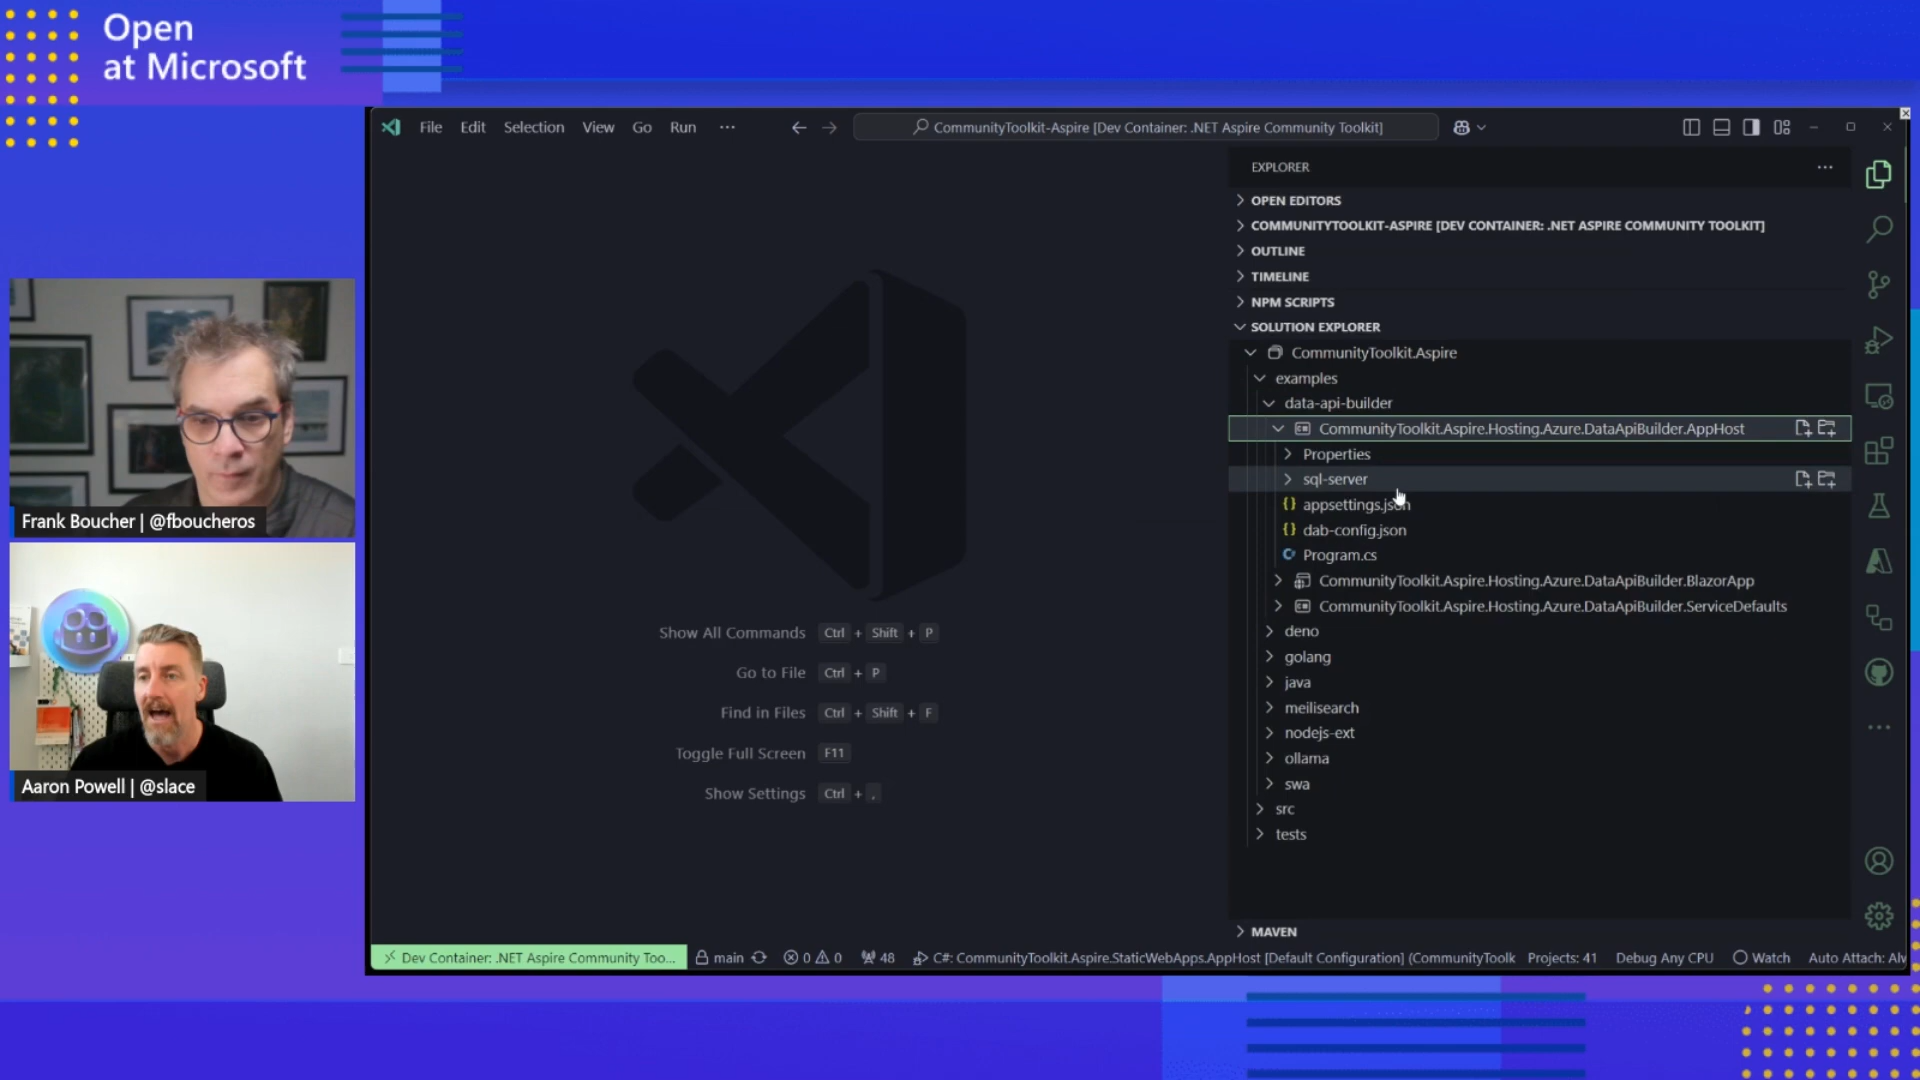 Open
at Microsoft
File Edit Selection View Go Run ...
CommunityToolkit-Aspire [Dev Container: .NET Aspire Community Toolkit]
EXPLORER
OPEN EDITORS
COMMUNITYTOOLKIT-ASPIRE [DEV CONTAINER: .NET ASPIRE COMMUNITY TOOLKIT]
OUTLINE
TIMELINE
NPM SCRIPTS
SOLUTION EXPLORER
CommunityToolkit.Aspire
examples
data-api-builder
CommunityToolkit.Aspire.Hosting.Azure.DataApiBuilder.AppHost
Properties
sql-server
{} appsettings.json
{} dab-config.json
Program.cs
CommunityToolkit.Aspire.Hosting.Azure.DataApiBuilder.BlazorApp
CommunityToolkit.Aspire.Hosting.Azure.DataApiBuilder.ServiceDefaults
deno
golang
java
meilisearch
nodejs-ext
ollama
swa
src
tests
MAVEN
Show All Commands Ctrl + Shift + P
Go to File Ctrl + P
Find in Files Ctrl + Shift + F
Toggle Full Screen F11
Show Settings Ctrl + ,
Frank Boucher | @fboucheros
Aaron Powell | @slace
Dev Container: .NET Aspire Community Too... main 0 0 48 C#: CommunityToolkit.Aspire.StaticWebApps.AppHost [Default Configuration] (CommunityToolk Projects: 41 Debug Any CPU Watch Auto Attach: Alv